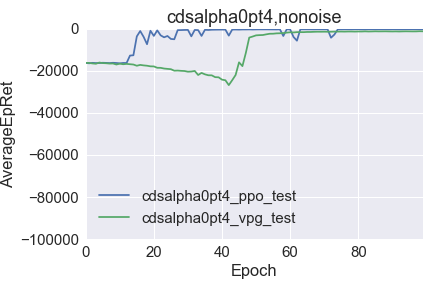 cdsalpha0pt4,nonoise
AverageEpRet
0
−20000
−40000
−60000
−80000
−100000
cdsalpha0pt4_ppo_test
cdsalpha0pt4_vpg_test
0 20 40 60 80
Epoch